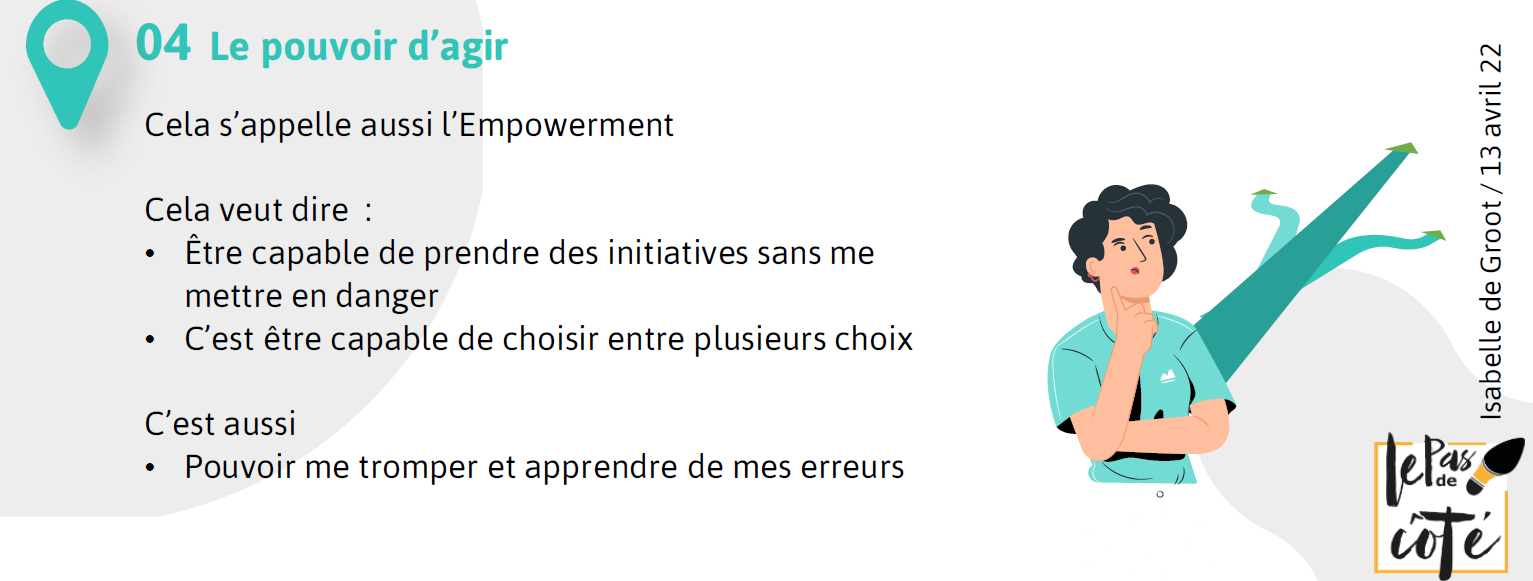 04 Le pouvoir d’agir
Cela s’appelle aussi l’Empowerment
Cela veut dire :
• Être capable de prendre des initiatives sans me
mettre en danger
• C’est être capable de choisir entre plusieurs choix
C’est aussi
• Pouvoir me tromper et apprendre de mes erreurs
Isabelle de Groot / 13 avril 22
le Pas
de
côté